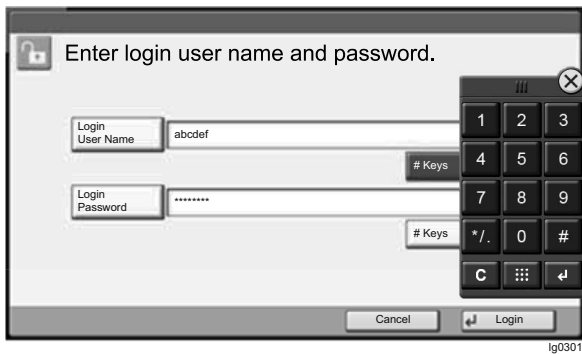 Enter login user name and password.
Login
User Name
abcdef
# Keys
Login
Password
********
# Keys
1 2 3
4 5 6
7 8 9
*/. 0 #
C
Cancel
Login
lg0301